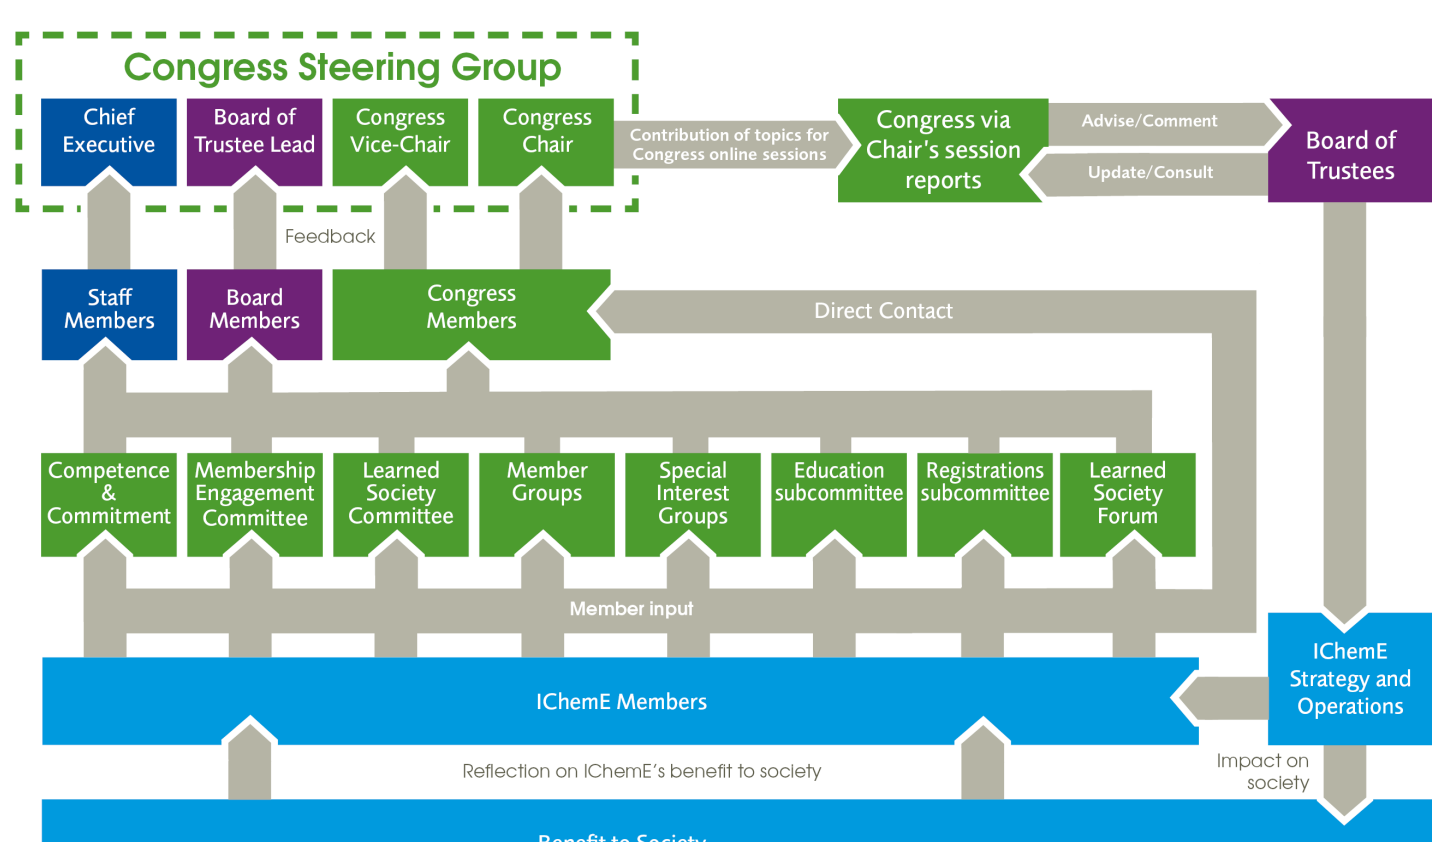 Congress Steering Group
Chief
Executive
Board of
Trustee Lead
Congress
Vice-Chair
Congress
Chair
Contribution of topics for
Congress online sessions
Congress via
Chair's session
reports
Advise/Comment
Update/Consult
Board of
Trustees
Feedback
Staff
Members
Board
Members
Congress
Members
Direct Contact
Competence
&
Commitment
Membership
Engagement
Committee
Learned
Society
Committee
Member
Groups
Special
Interest
Groups
Education
subcommittee
Registrations
subcommittee
Learned
Society
Forum
Member input
IChemE Members
IChemE
Strategy and
Operations
Reflection on IChemE's benefit to society
Impact on
society
Benefit to Society